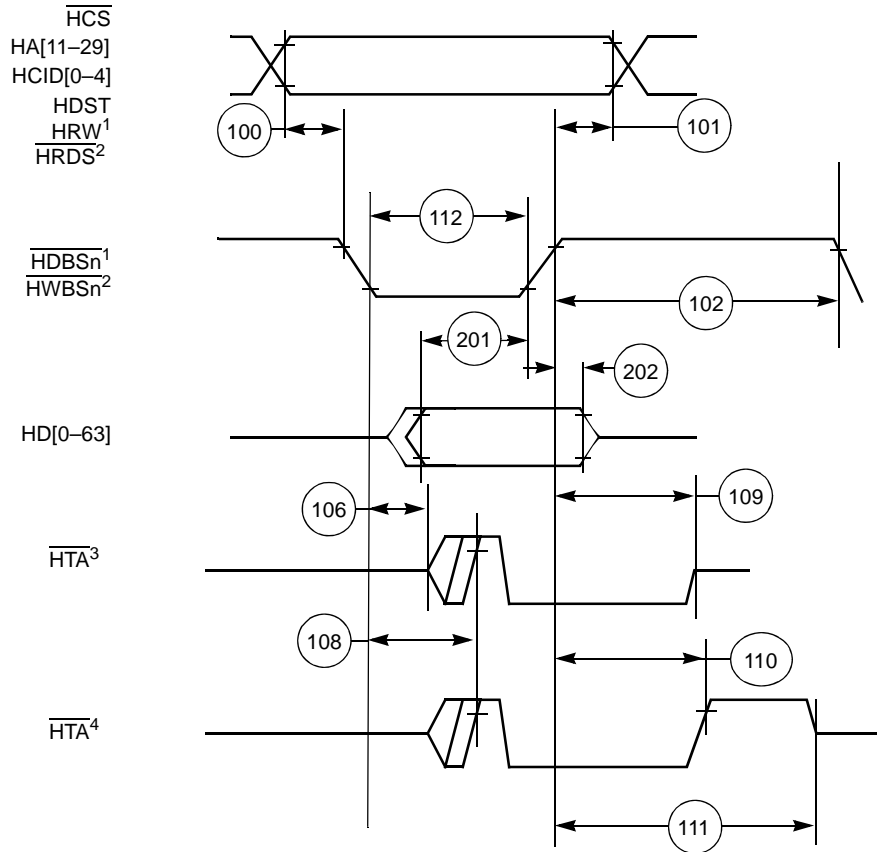 HCS
HA[11–29]
HCID[0–4]
HDST
HRW1
HRDS2
100
101
112
HDBSn1
HWBSn2
102
201
202
HD[0–63]
106
109
HTA3
108
110
HTA4
111